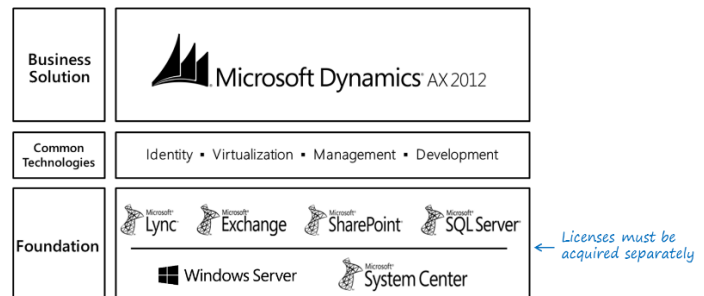 Business
Solution
Microsoft Dynamics AX 2012
Common
Technologies
Identity ▪ Virtualization ▪ Management ▪ Development
Foundation
Microsoft Lync
Microsoft Exchange
Microsoft SharePoint
Microsoft SQL Server
Windows Server
Microsoft System Center
Licenses must be
acquired separately